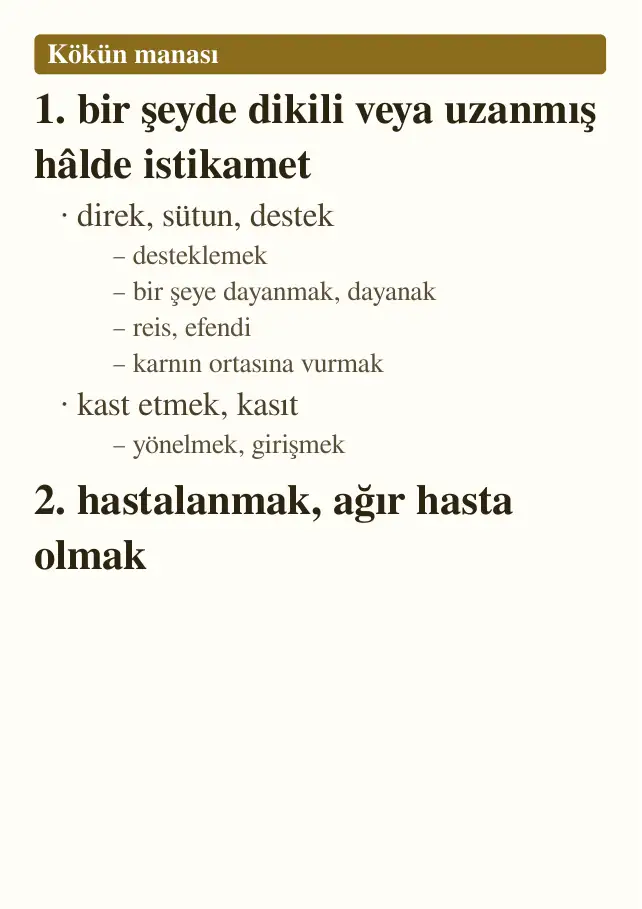 Kökün manası
1. bir şeyde dikili veya uzanmış
hâlde istikamet
· direk, sütun, destek
– desteklemek
– bir şeye dayanmak, dayanak
– reis, efendi
– karnın ortasına vurmak
· kast etmek, kasıt
– yönelmek, girişmek
2. hastalanmak, ağır hasta
olmak